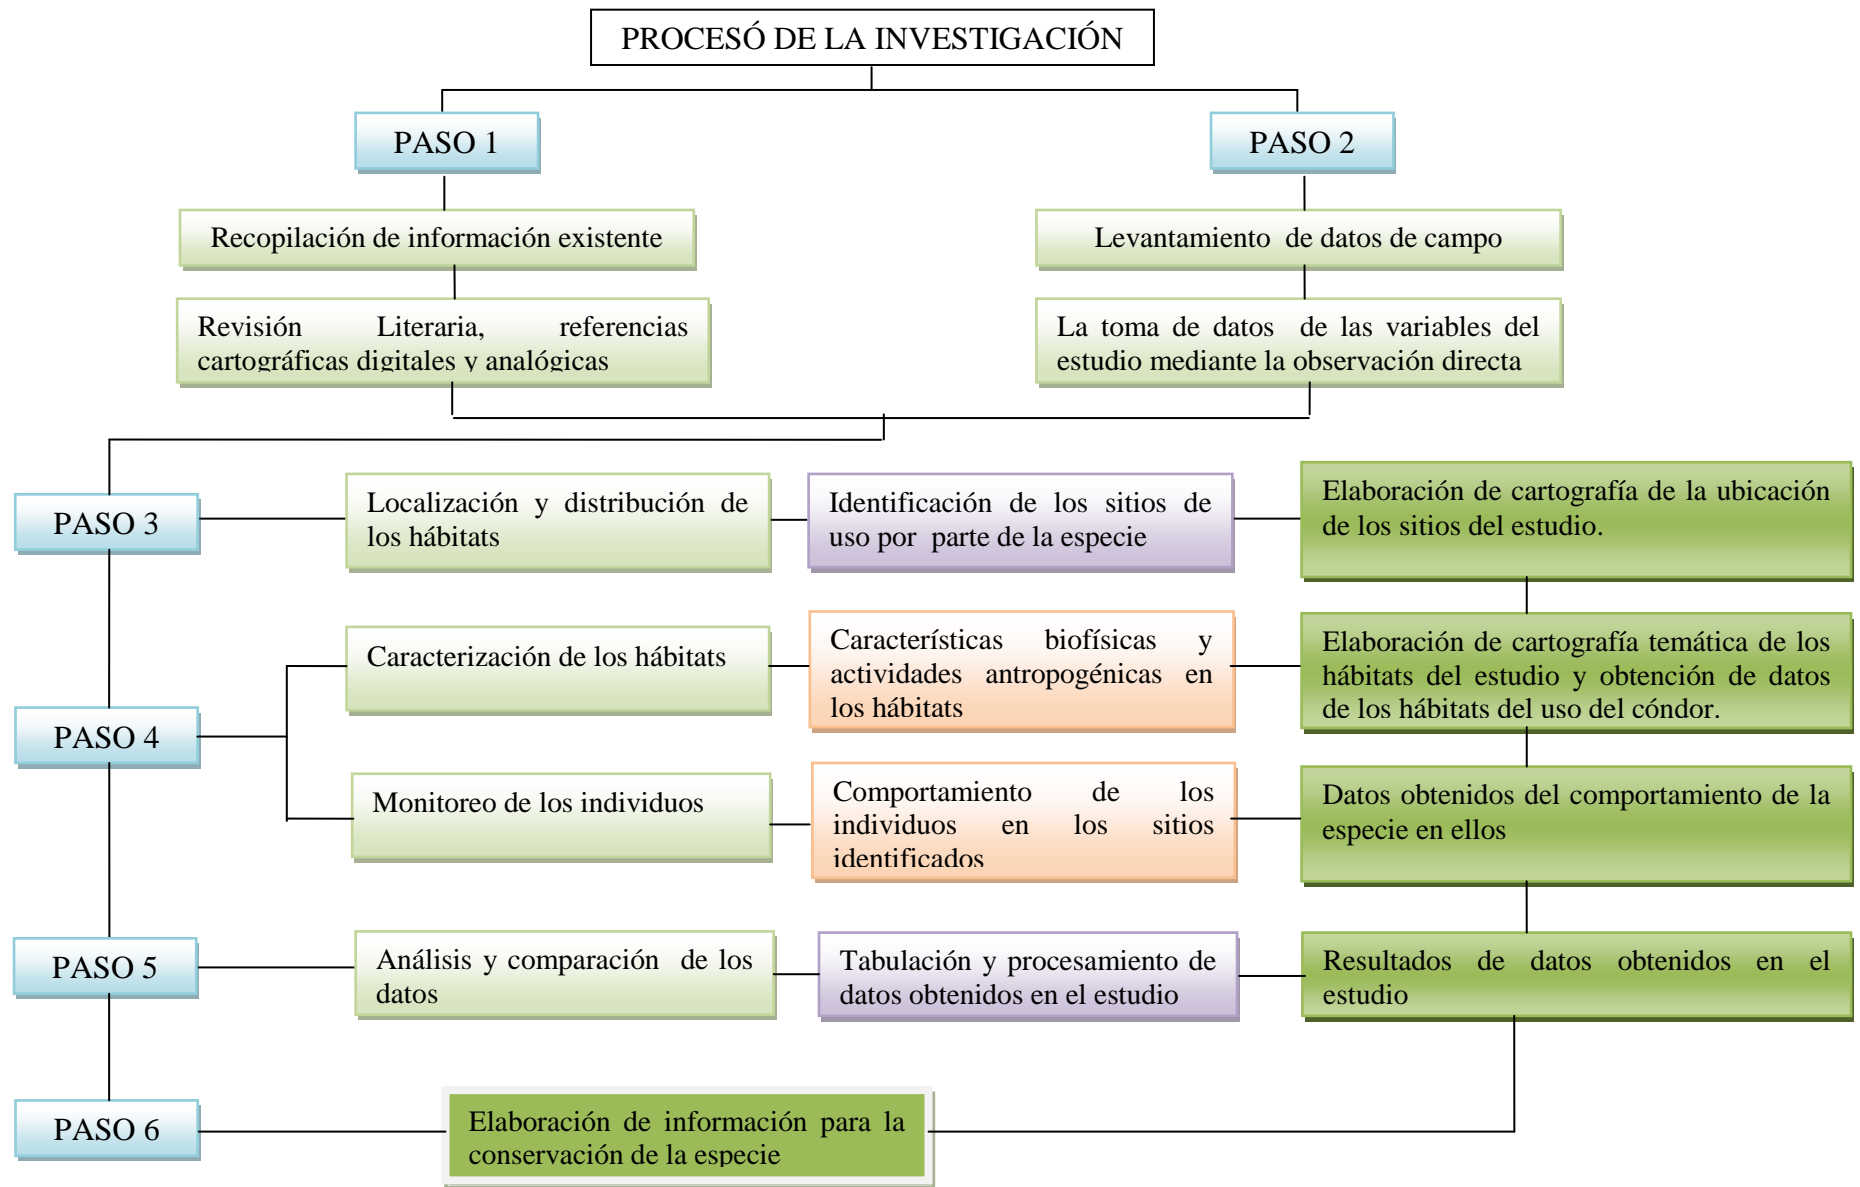 PROCESÓ DE LA INVESTIGACIÓN
PASO 1
PASO 2
Recopilación de información existente
Levantamiento de datos de campo
Revisión Literaria, referencias
cartográficas digitales y analógicas
La toma de datos de las variables del
estudio mediante la observación directa
PASO 3
Localización y distribución de
los hábitats
Identificación de los sitios de
uso por parte de la especie
Elaboración de cartografía de la ubicación
de los sitios del estudio.
PASO 4
Caracterización de los hábitats
Características biofísicas y
actividades antropogénicas en
los hábitats
Elaboración de cartografía temática de los
hábitats del estudio y obtención de datos
de los hábitats del uso del cóndor.
Monitoreo de los individuos
Comportamiento de los
individuos en los sitios
identificados
Datos obtenidos del comportamiento de la
especie en ellos
PASO 5
Análisis y comparación de los
datos
Tabulación y procesamiento de
datos obtenidos en el estudio
Resultados de datos obtenidos en el
estudio
PASO 6
Elaboración de información para la
conservación de la especie